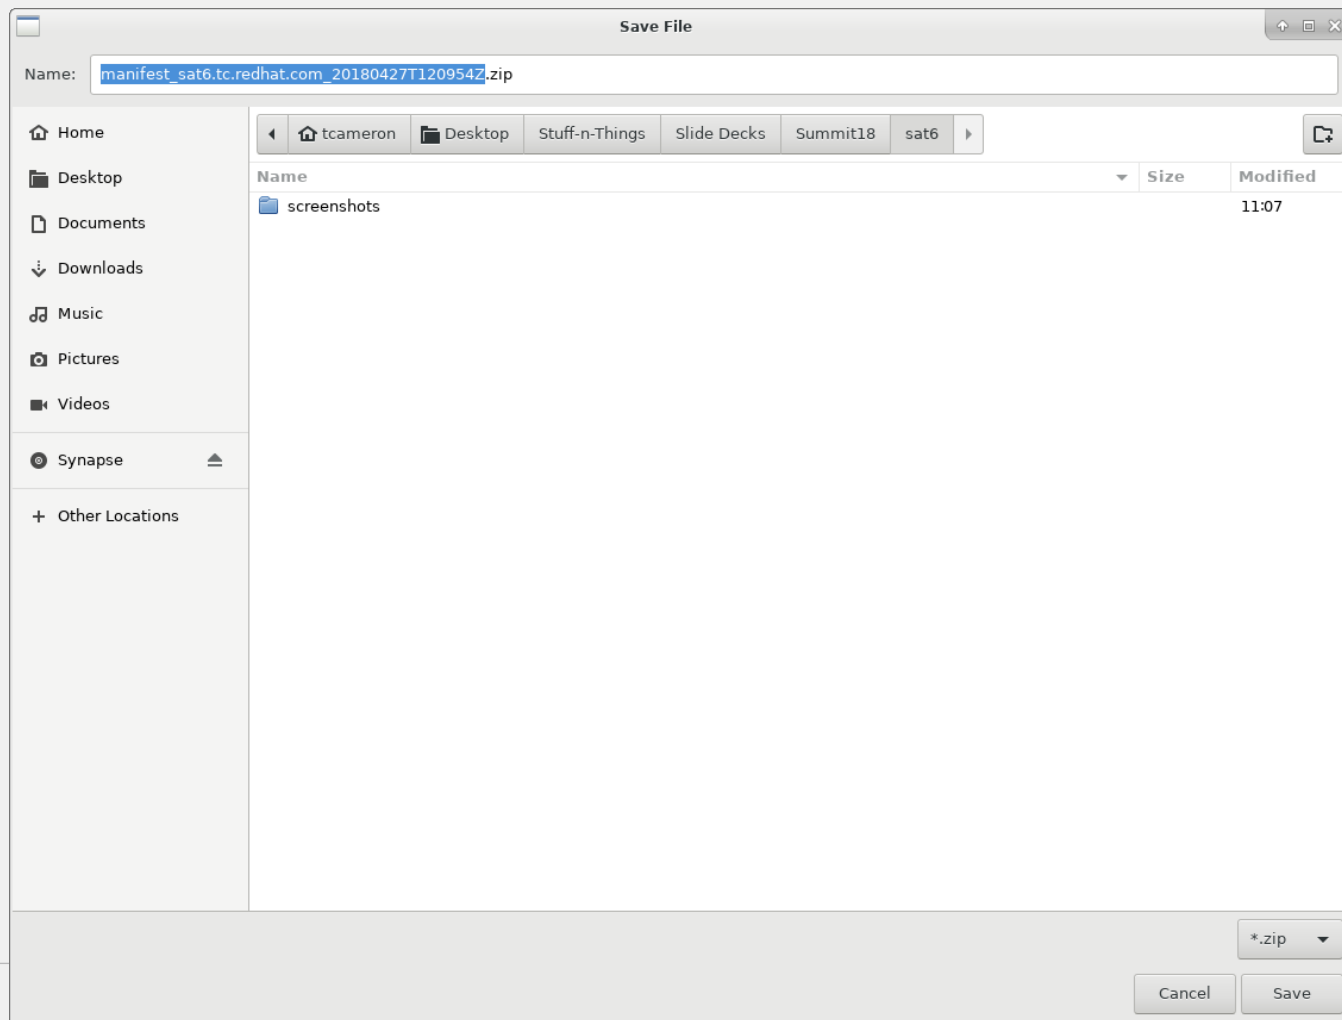 Save File
Name: manifest_sat6.tc.redhat.com_20180427T120954Z.zip
Home
Desktop
Documents
Downloads
Music
Pictures
Videos
Synapse
Other Locations
tcameron Desktop Stuff-n-Things Slide Decks Summit18 sat6
Name Size Modified
screenshots 11:07
*.zip
Cancel Save